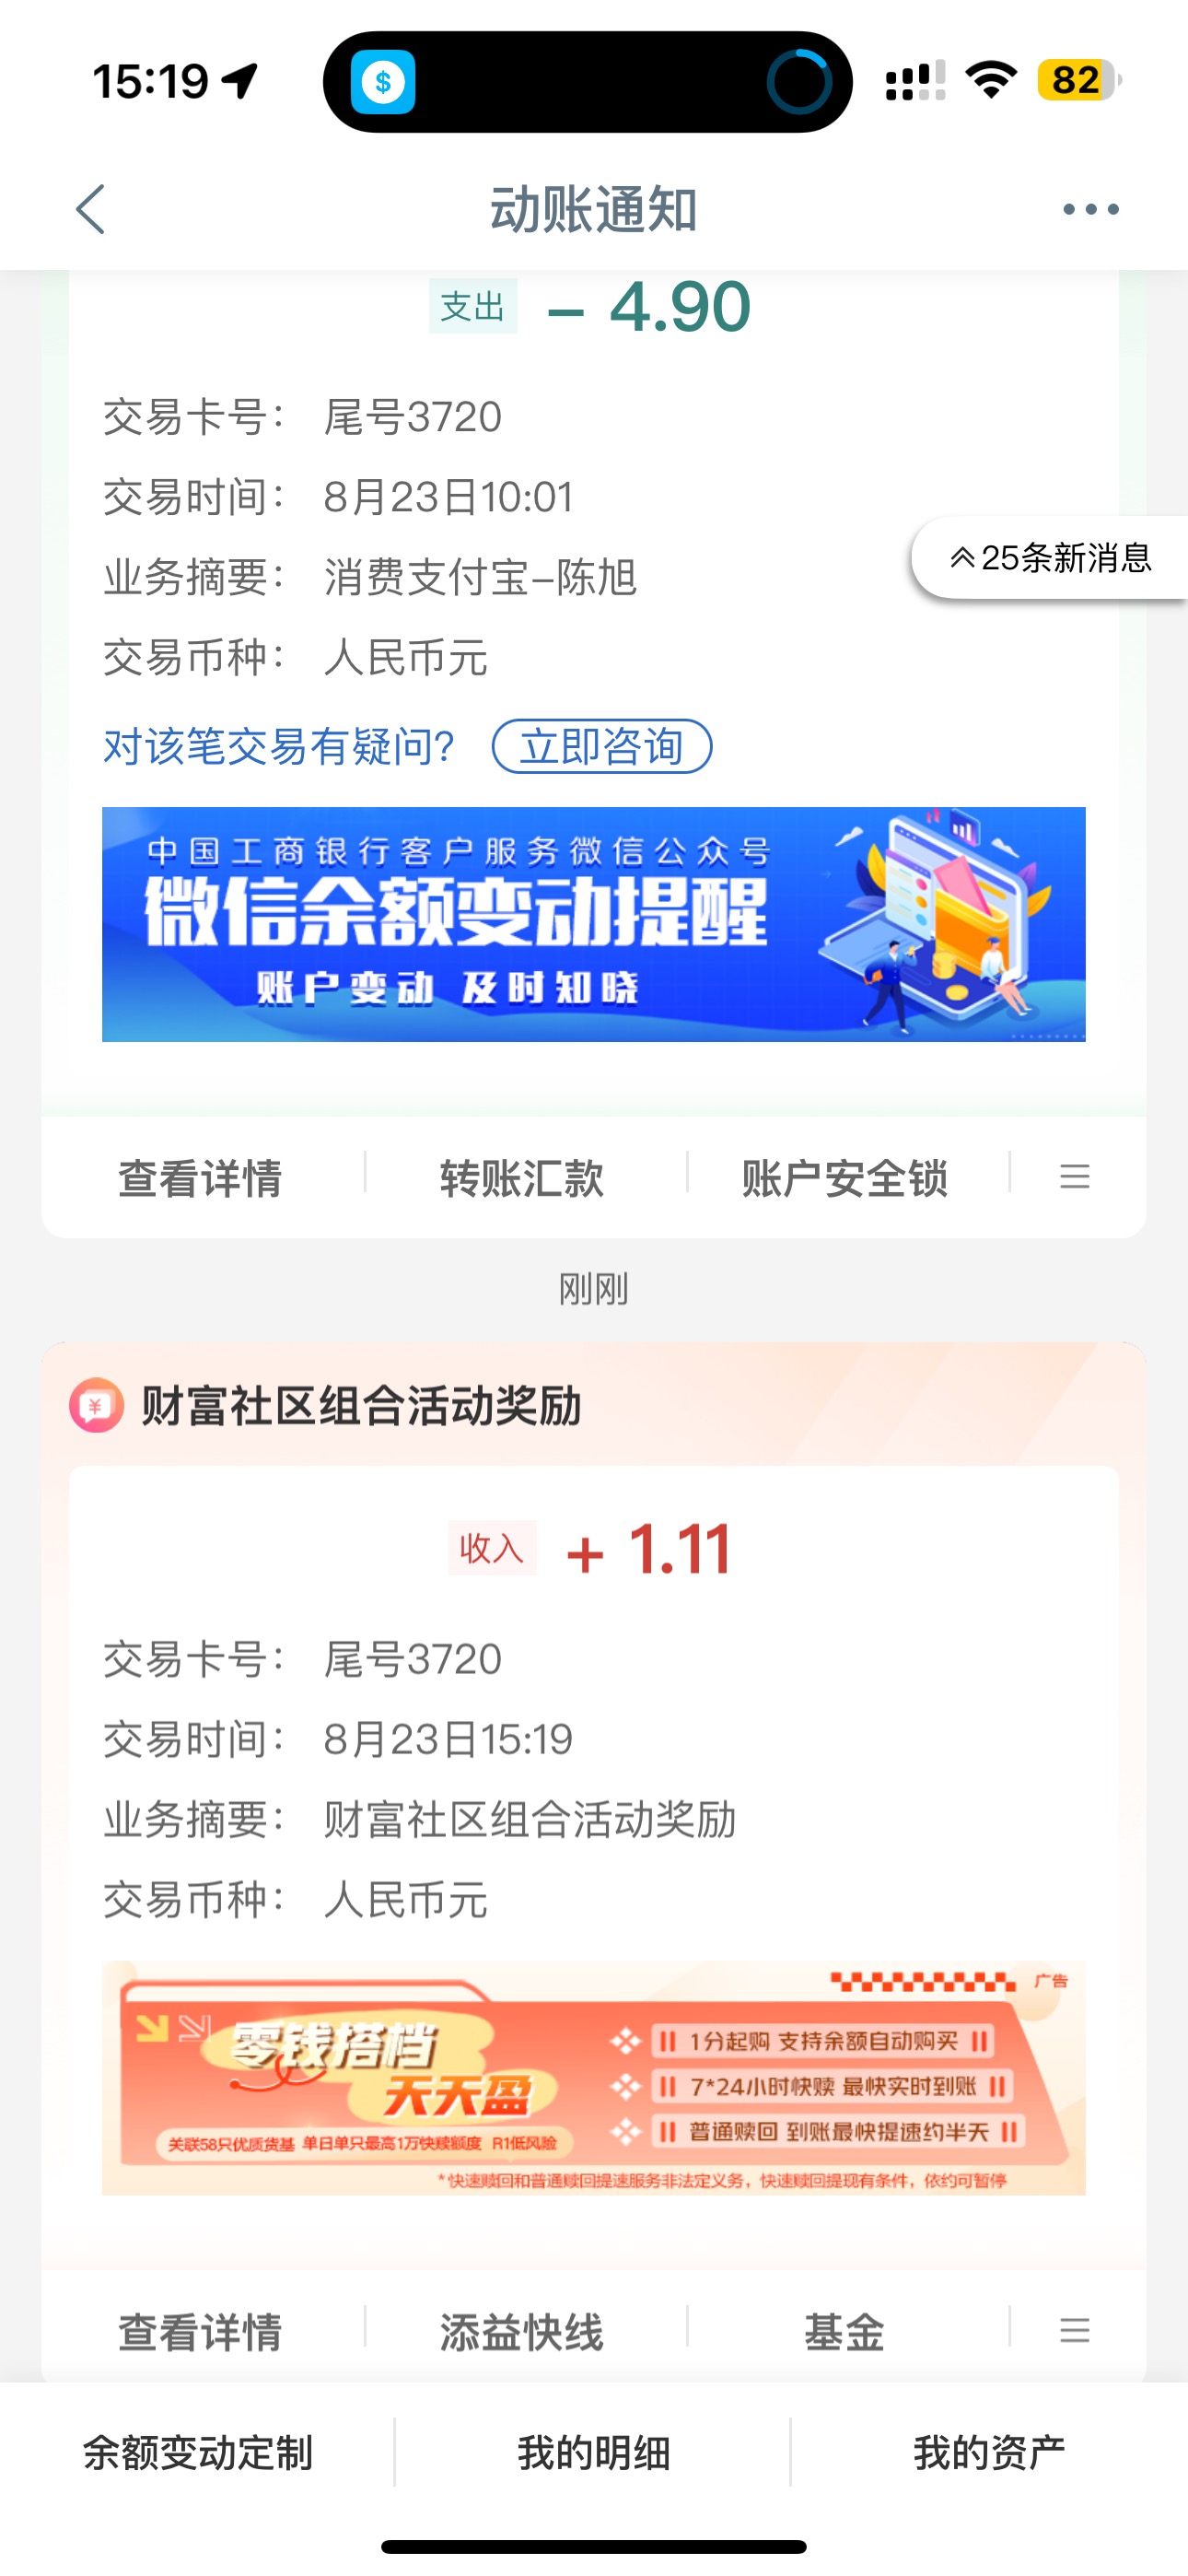 15:19
82
动账通知
支出 - 4.90
交易卡号： 尾号3720
交易时间： 8月23日10:01
25条新消息
业务摘要： 消费支付宝-陈旭
交易币种： 人民币元
对该笔交易有疑问? 立即咨询
中国工商银行客户服务微信公众号
微信余额变动提醒
账户变动 及时知晓
查看详情
转账汇款
账户安全锁
刚刚
财富社区组合活动奖励
收入 + 1.11
交易卡号： 尾号3720
交易时间： 8月23日15:19
业务摘要： 财富社区组合活动奖励
交易币种： 人民币元
广告
零钱搭档
天天盈
关联58只优质货基 单日单只最高1万快赎额度 R1低风险
1分起购 支持余额自动购买
7*24小时快赎 最快实时到账
普通赎回 到账最快提速约半天
*快速赎回和普通赎回提速服务非法定义务，快速赎回提现有条件，依约可暂停
查看详情
添益快线
基金
余额变动定制
我的明细
我的资产